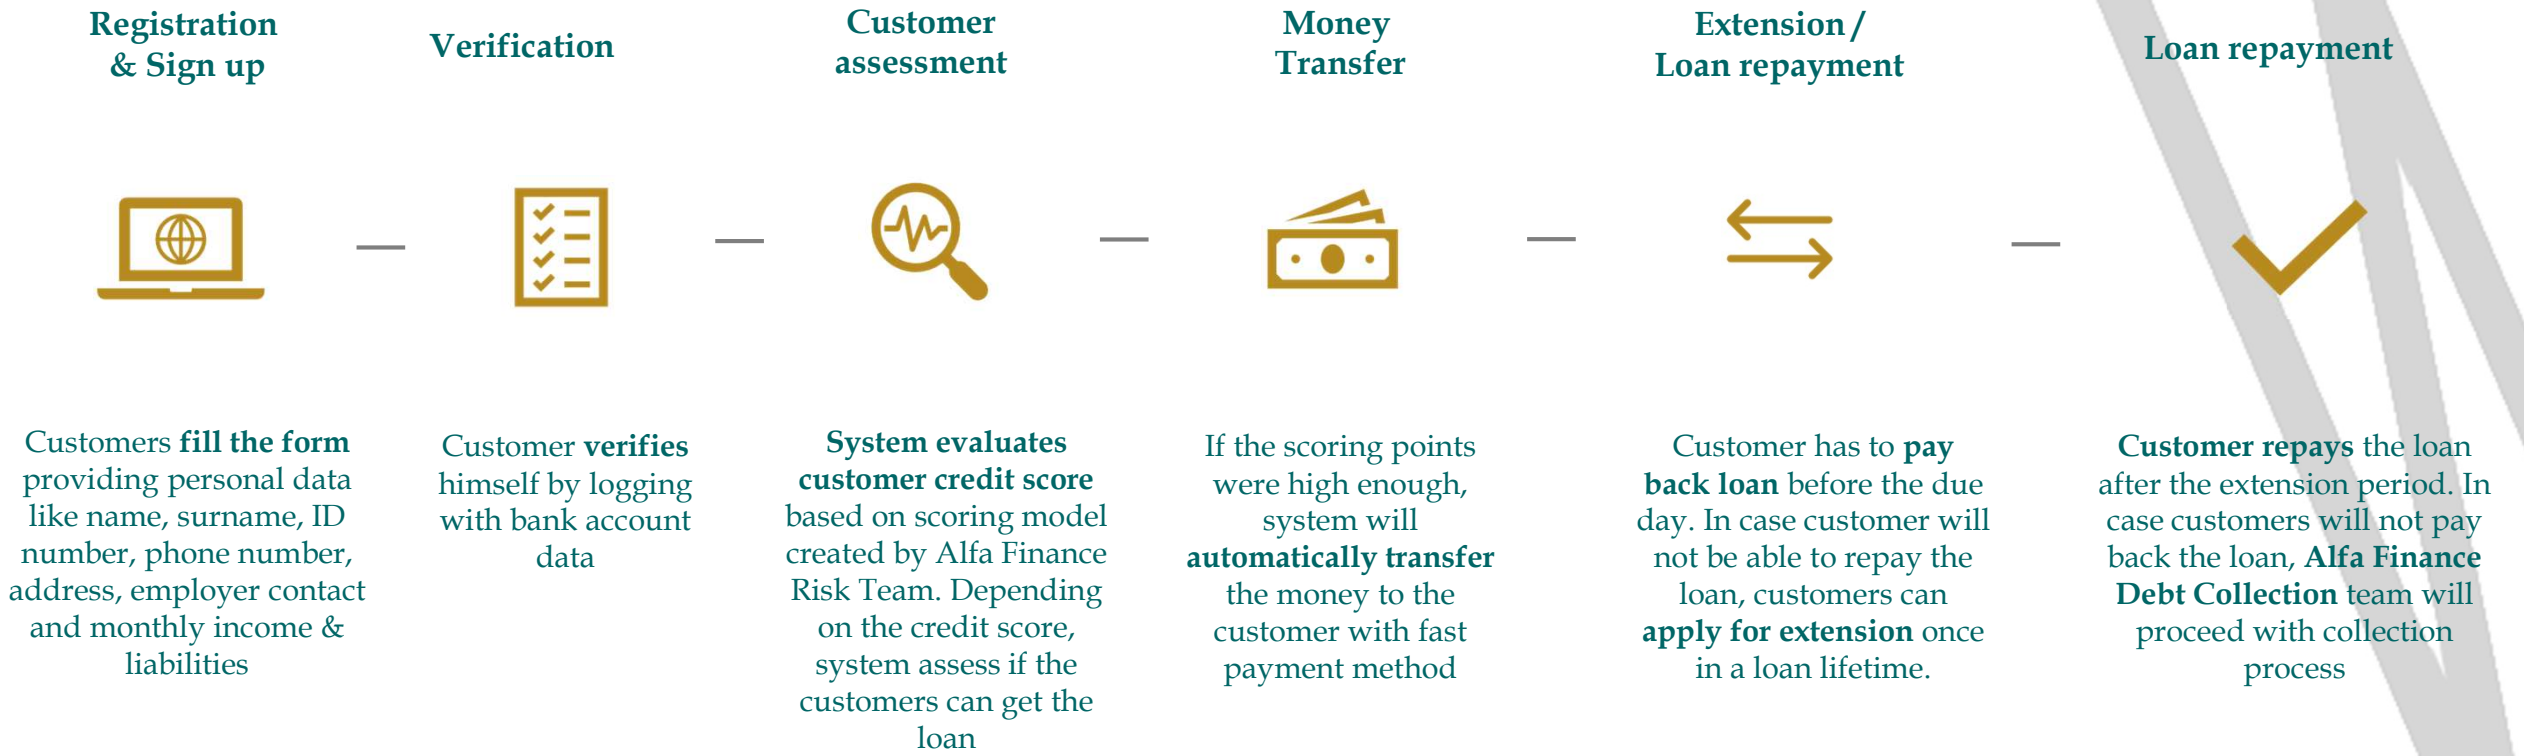 Registration
& Sign up
Verification
Customer
assessment
Money
Transfer
Extension /
Loan repayment
Loan repayment
Customers fill the form
providing personal data
like name, surname, ID
number, phone number,
address, employer contact
and monthly income &
liabilities
Customer verifies
himself by logging
with bank account
data
System evaluates
customer credit score
based on scoring model
created by Alfa Finance
Risk Team. Depending
on the credit score,
system assess if the
customers can get the
loan
If the scoring points
were high enough,
system will
automatically transfer
the money to the
customer with fast
payment method
Customer has to pay
back loan before the due
day. In case customer will
not be able to repay the
loan, customers can
apply for extension once
in a loan lifetime.
Customer repays the loan
after the extension period. In
case customers will not pay
back the loan, Alfa Finance
Debt Collection team will
proceed with collection
process